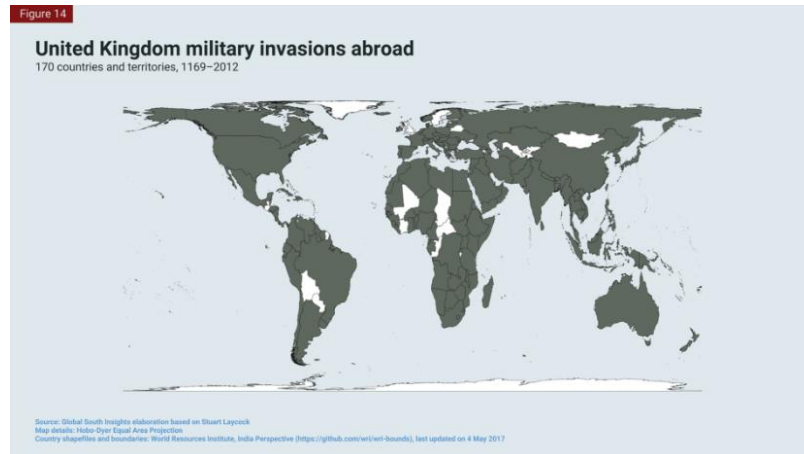 Figure 14
United Kingdom military invasions abroad
170 countries and territories, 1169–2012
Source: Global South Insights elaboration based on Stuart Laycock
Map details: Hobo-Dyer Equal Area Projection
Country shapefiles and boundaries: World Resources Institute, India Perspective (https://github.com/wri/wri-bounds), last updated on 4 May 2017